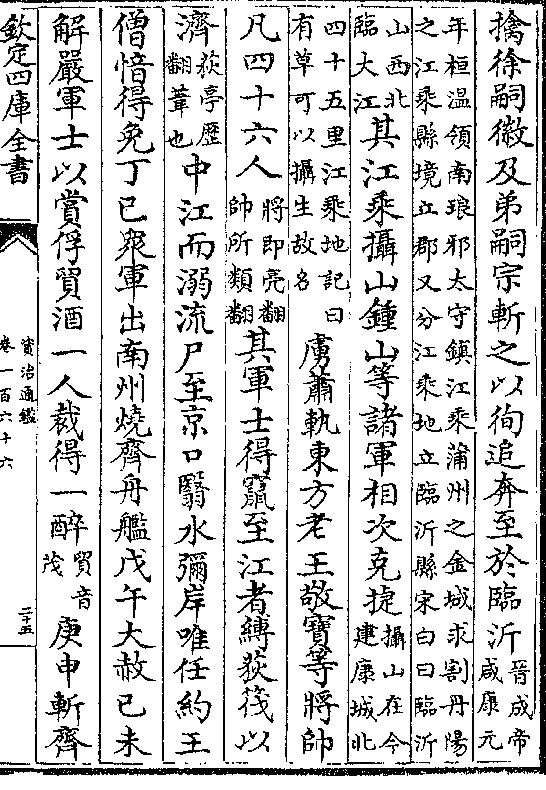 擒徐嗣徽及弟嗣宗斬之以徇追奔至於臨沂晉成帝咸康元
年桓温領南琅邪太守鎮江乘蒲州之金城求割丹陽之江乘縣境立郡又分江乘地立臨沂縣宋白曰臨沂
山西北臨大江其江乘攝山鍾山等諸軍相次克捷攝山在今建康城北
四十五里江乘地記曰有草可以攝生故名虜蕭軌東方老王敬寶等將帥
凡四十六人將即亮翻帥所類翻其軍士得竄至江者縛荻筏以
濟荻亭歷翻葦也中江而溺流尸至京口翳水彌岸唯任約王
僧愔得免丁巳衆軍出南州燒齊舟艦戊午大赦己未
解嚴軍士以賞俘貿酒一人裁得一醉貿音茂庚申斬齊
欽定四庫全書
資治通鑑
卷一百六十六
二十五